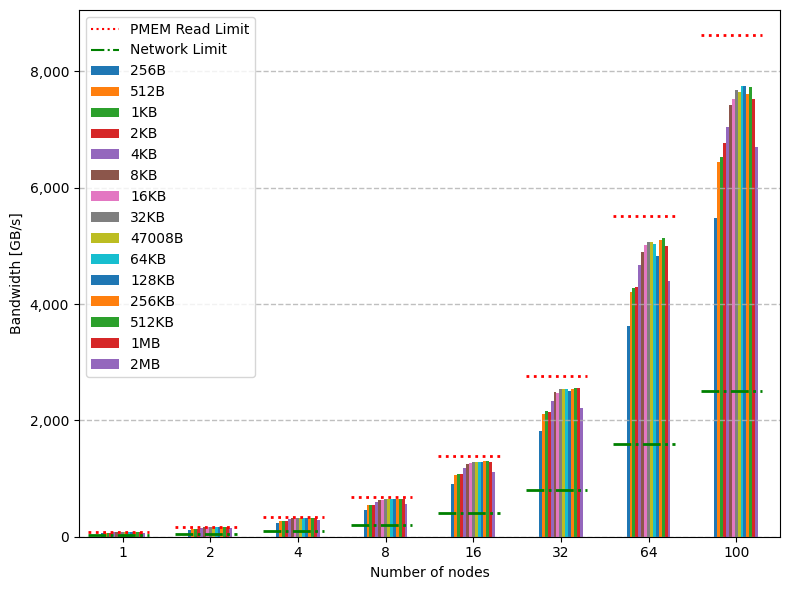 PMEM Read Limit
Network Limit
256B
512B
1KB
2KB
4KB
8KB
16KB
32KB
47008B
64KB
128KB
256KB
512KB
1MB
2MB
8,000
6,000
4,000
2,000
0
Bandwidth [GB/s]
1 2 4 8 16 32 64 100
Number of nodes